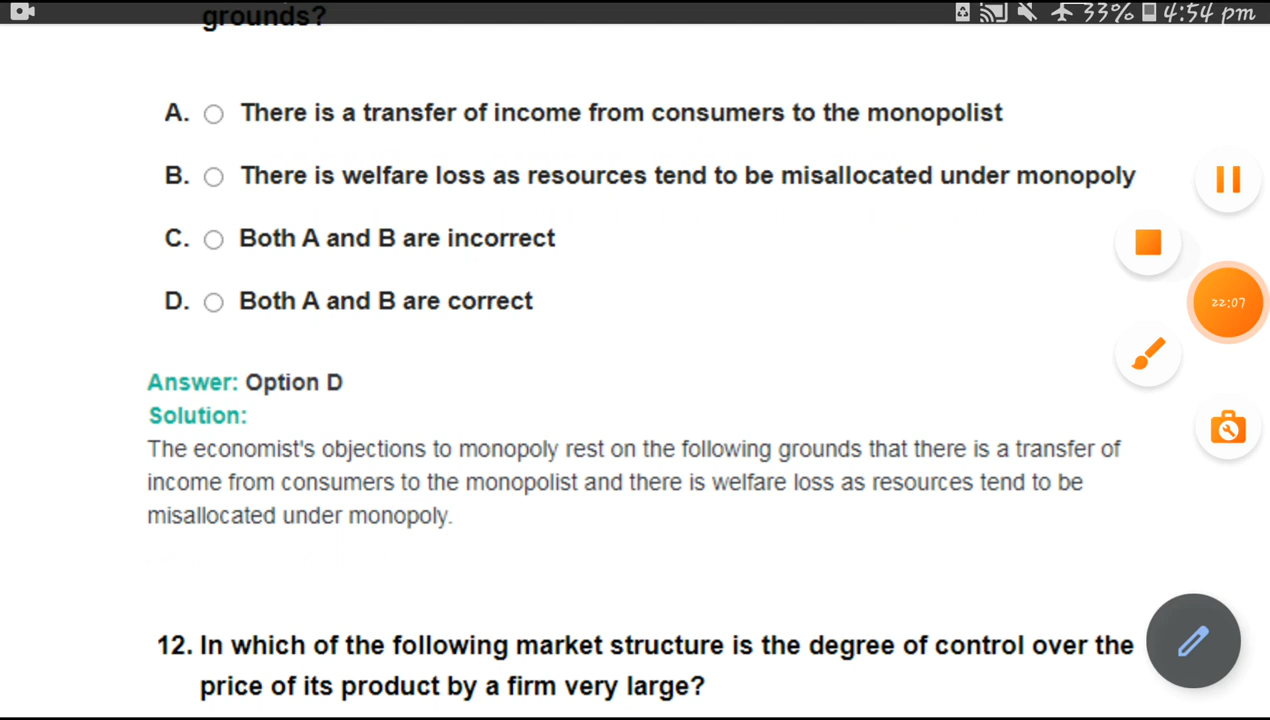 33% 4:54 pm
grounds?
A. There is a transfer of income from consumers to the monopolist
B. There is welfare loss as resources tend to be misallocated under monopoly
C. Both A and B are incorrect
D. Both A and B are correct
22:07
Answer: Option D
Solution:
The economist's objections to monopoly rest on the following grounds that there is a transfer of
income from consumers to the monopolist and there is welfare loss as resources tend to be
misallocated under monopoly.
12. In which of the following market structure is the degree of control over the
price of its product by a firm very large?